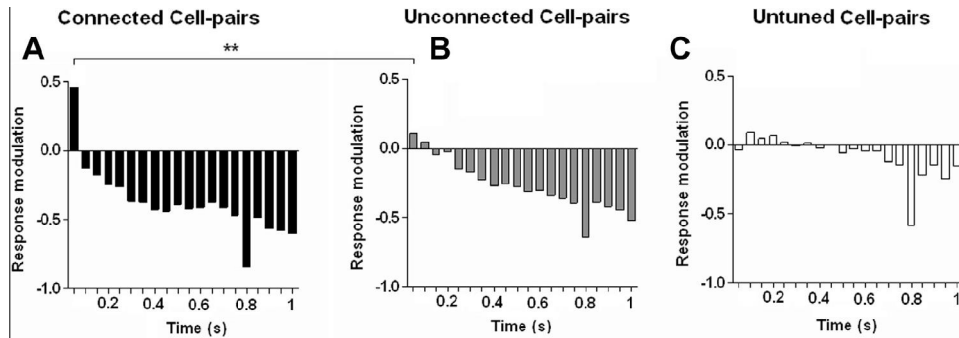 Connected Cell-pairs
Unconnected Cell-pairs
Untuned Cell-pairs
A
**
B
C
Response modulation
0.5
0.0
-0.5
-1.0
0.2 0.4 0.6 0.8 1
Time (s)
Response modulation
0.5
0.0
-0.5
-1.0
0.2 0.4 0.6 0.8 1
Time (s)
Response modulation
0.5
0.0
-0.5
-1.0
0.2 0.4 0.6 0.8 1
Time (s)